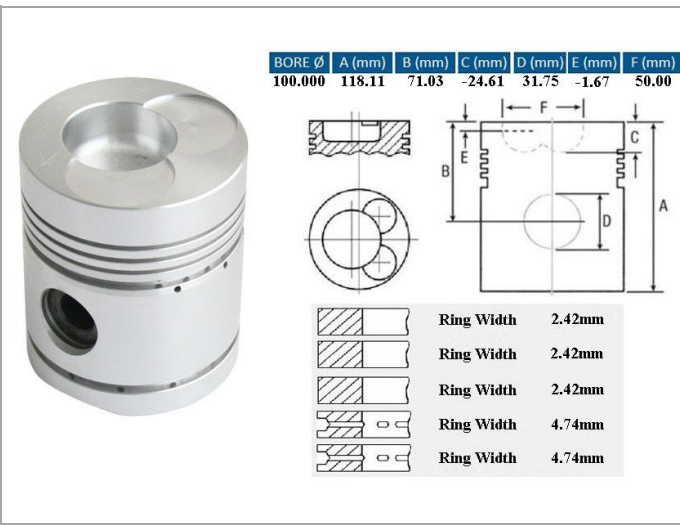 BORE Ø A (mm) B (mm) C (mm) D (mm) E (mm) F (mm)
100.000 118.11 71.03 -24.61 31.75 -1.67 50.00
F
E
B
C
D
A
Ring Width 2.42mm
Ring Width 2.42mm
Ring Width 2.42mm
Ring Width 4.74mm
Ring Width 4.74mm